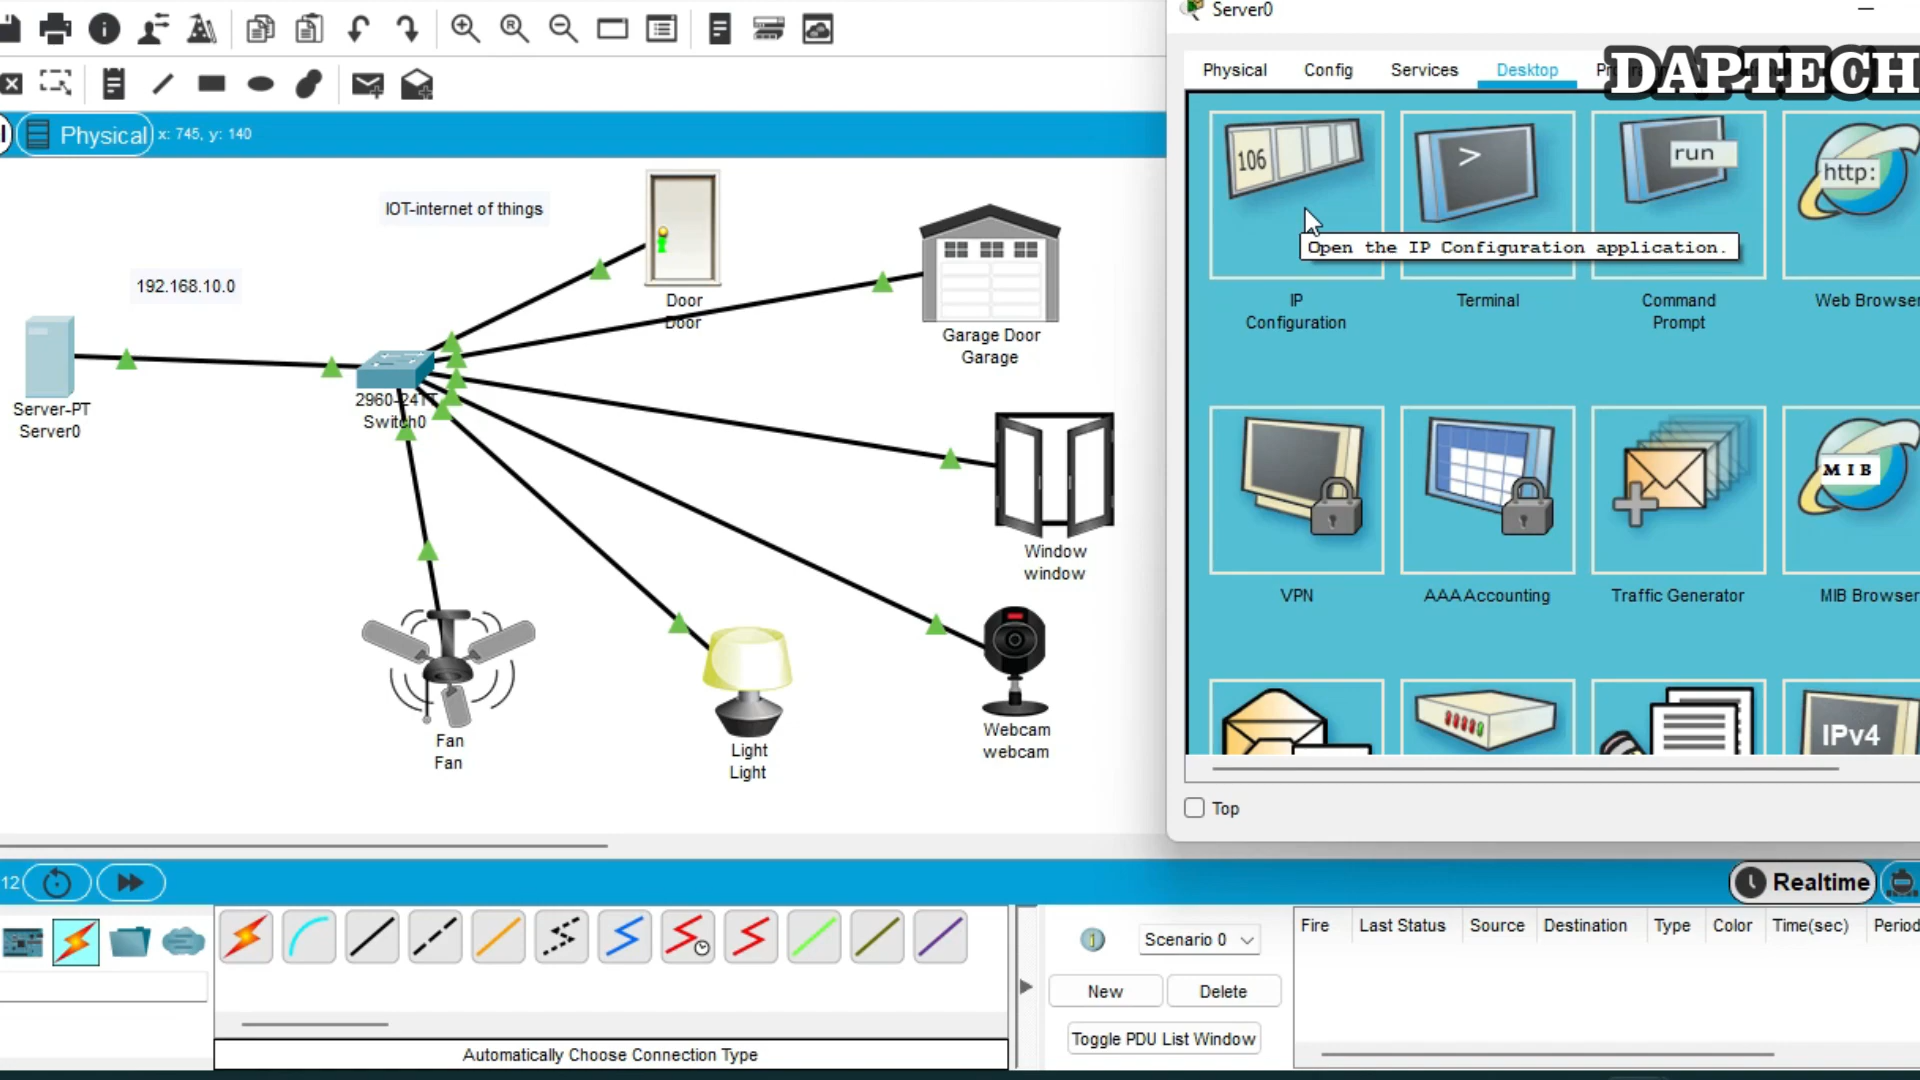 Server0
Physical
Config
Services
Desktop
DAPTECH
Physical
x: 745, y: 140
106
>
run
http:
Open the IP Configuration application.
IP
Configuration
Terminal
Command
Prompt
Web Browser
MIB
VPN
AAA Accounting
Traffic Generator
MIB Browser
IPv4
Top
IOT-internet of things
192.168.10.0
Door
Door
Garage Door
Garage
Server-PT
Server0
2960-24TT
Switch0
Window
window
Fan
Fan
Light
Light
Webcam
webcam
12
Realtime
Scenario 0
New
Delete
Toggle PDU List Window
Fire
Last Status
Source
Destination
Type
Color
Time(sec)
Period
Automatically Choose Connection Type